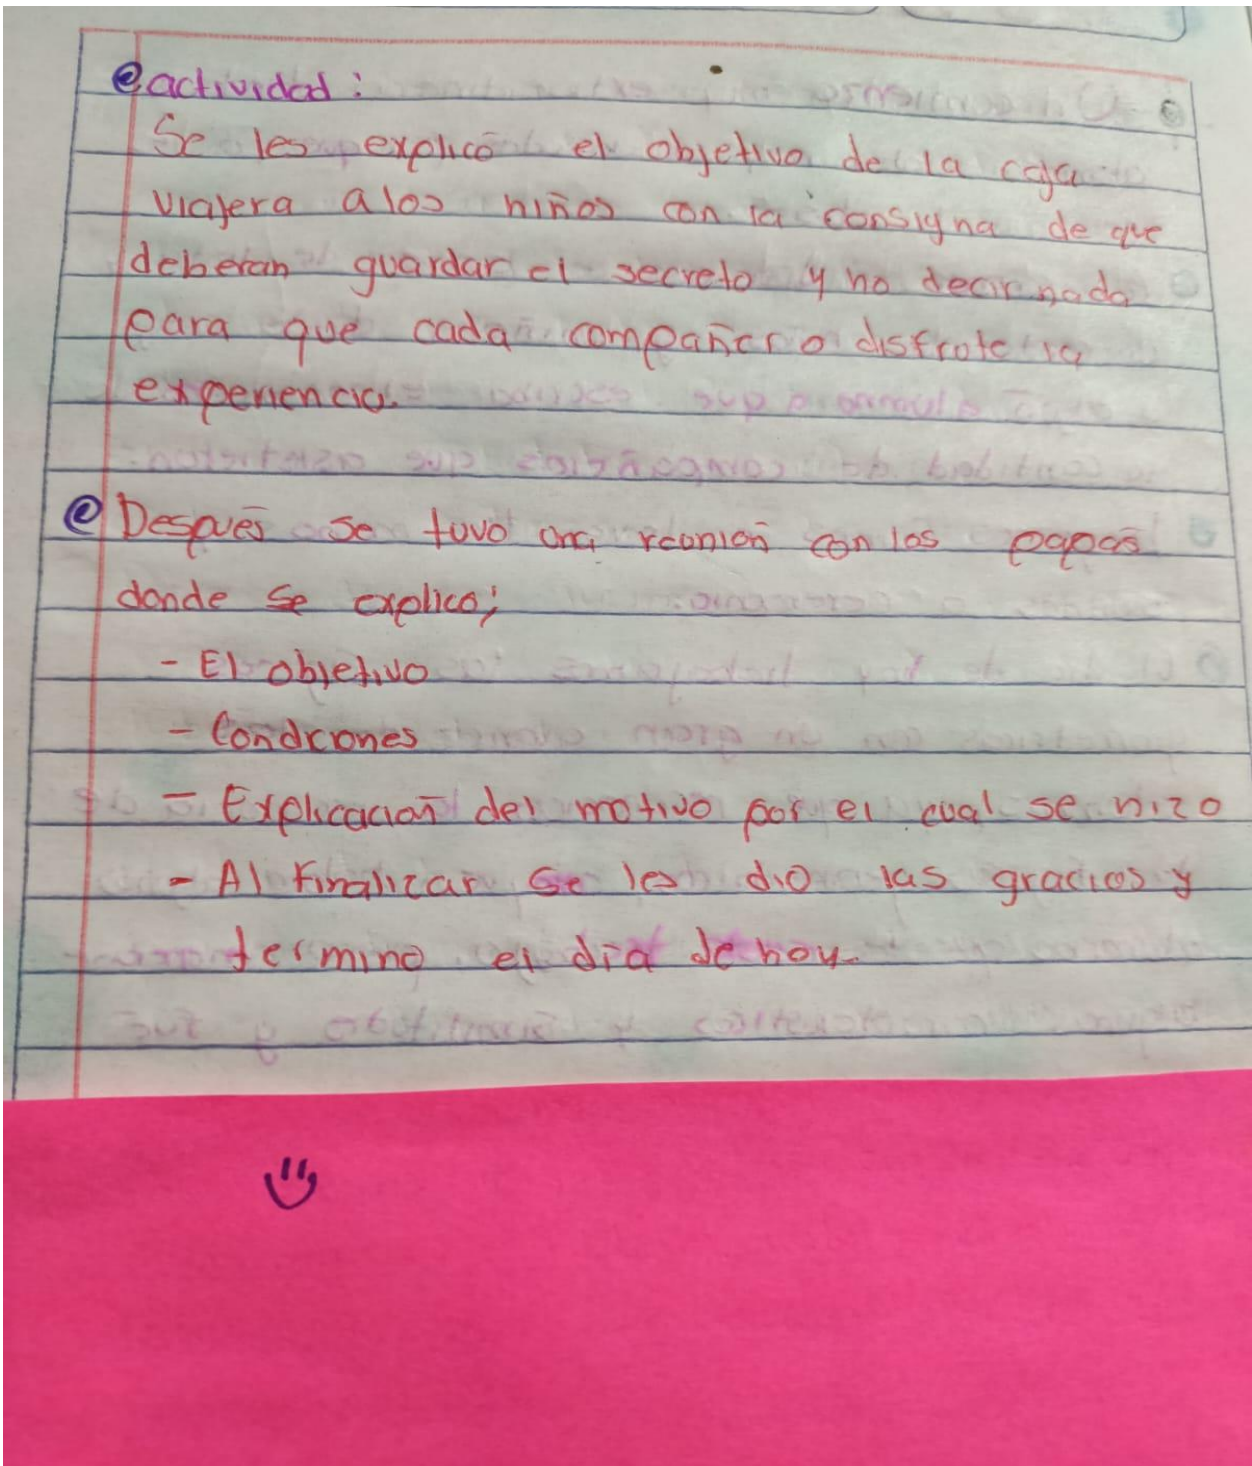 actividad:
Se les explicó el objetivo de la caja
viajera a los niños con la consigna de que
deberan guardar el secreto y no decir nada
para que cada compañero disfrute la
experiencia.
Después se tuvo una reunión con los papás
donde se explico;
- El objetivo
- Condiciones
- Explicación del motivo por el cual se hizo
- Al Finalizar se les dio las gracias y
termino el día de hoy.